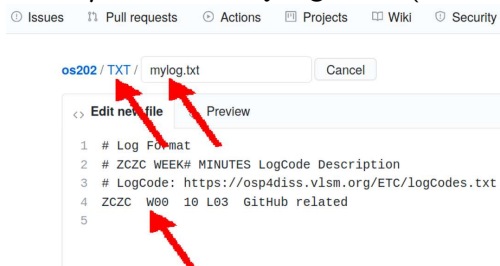 Issues Pull requests Actions Projects Wiki Security
os202 / TXT / mylog.txt Cancel
<> Edit new file Preview
1 # Log Format
2 # ZCZC WEEK# MINUTES LogCode Description
3 # LogCode: https://osp4diss.vlsm.org/ETC/logCodes.txt
4 ZCZC W00 10 L03 GitHub related
5